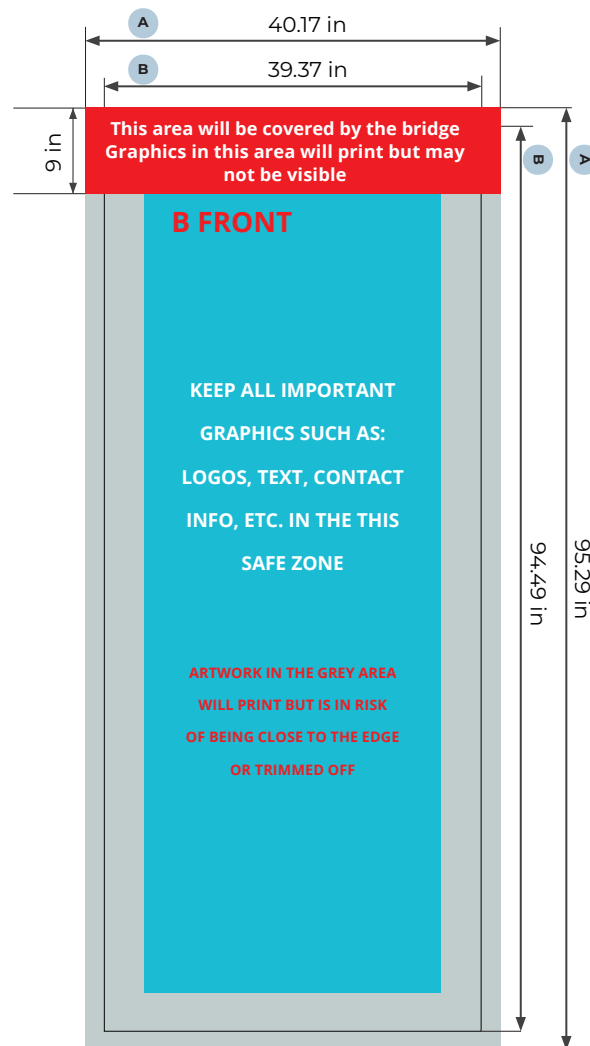 A
40.17 in
B
39.37 in
9 in
This area will be covered by the bridge
Graphics in this area will print but may
not be visible
B
A
B FRONT
KEEP ALL IMPORTANT
GRAPHICS SUCH AS:
LOGOS, TEXT, CONTACT
INFO, ETC. IN THE THIS
SAFE ZONE
94.49 in
95.29 in
ARTWORK IN THE GREY AREA
WILL PRINT BUT IS IN RISK
OF BEING CLOSE TO THE EDGE
OR TRIMMED OFF